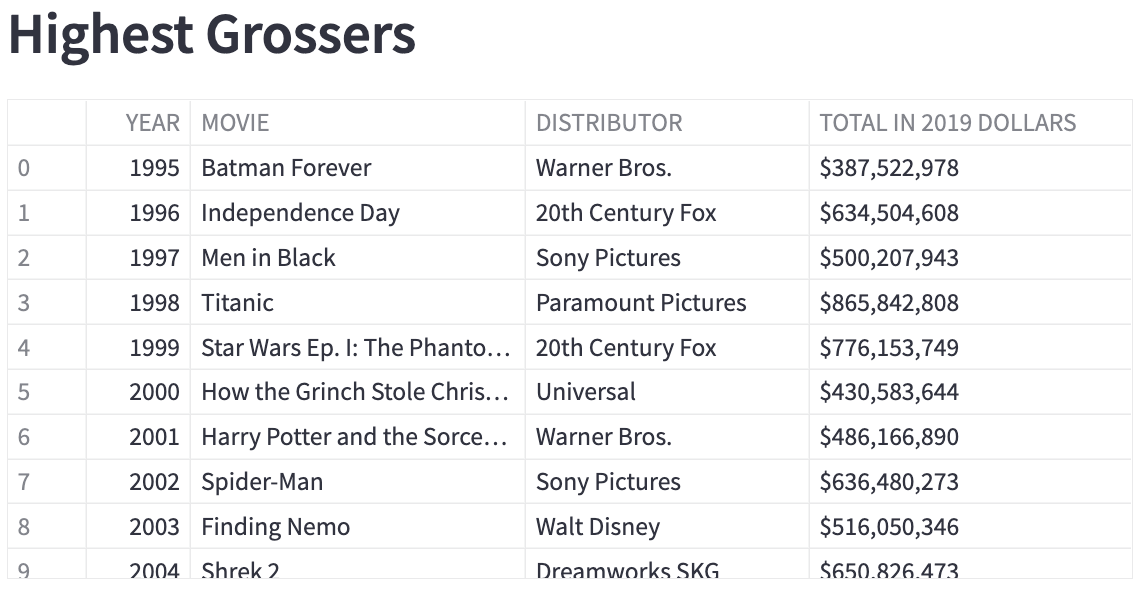 Highest Grossers
YEAR MOVIE DISTRIBUTOR TOTAL IN 2019 DOLLARS
0 1995 Batman Forever Warner Bros. $387,522,978
1 1996 Independence Day 20th Century Fox $634,504,608
2 1997 Men in Black Sony Pictures $500,207,943
3 1998 Titanic Paramount Pictures $865,842,808
4 1999 Star Wars Ep. I: The Phanto… 20th Century Fox $776,153,749
5 2000 How the Grinch Stole Chris… Universal $430,583,644
6 2001 Harry Potter and the Sorce… Warner Bros. $486,166,890
7 2002 Spider-Man Sony Pictures $636,480,273
8 2003 Finding Nemo Walt Disney $516,050,346
9 2004 Shrek 2 Dreamworks SKG $650,826,473